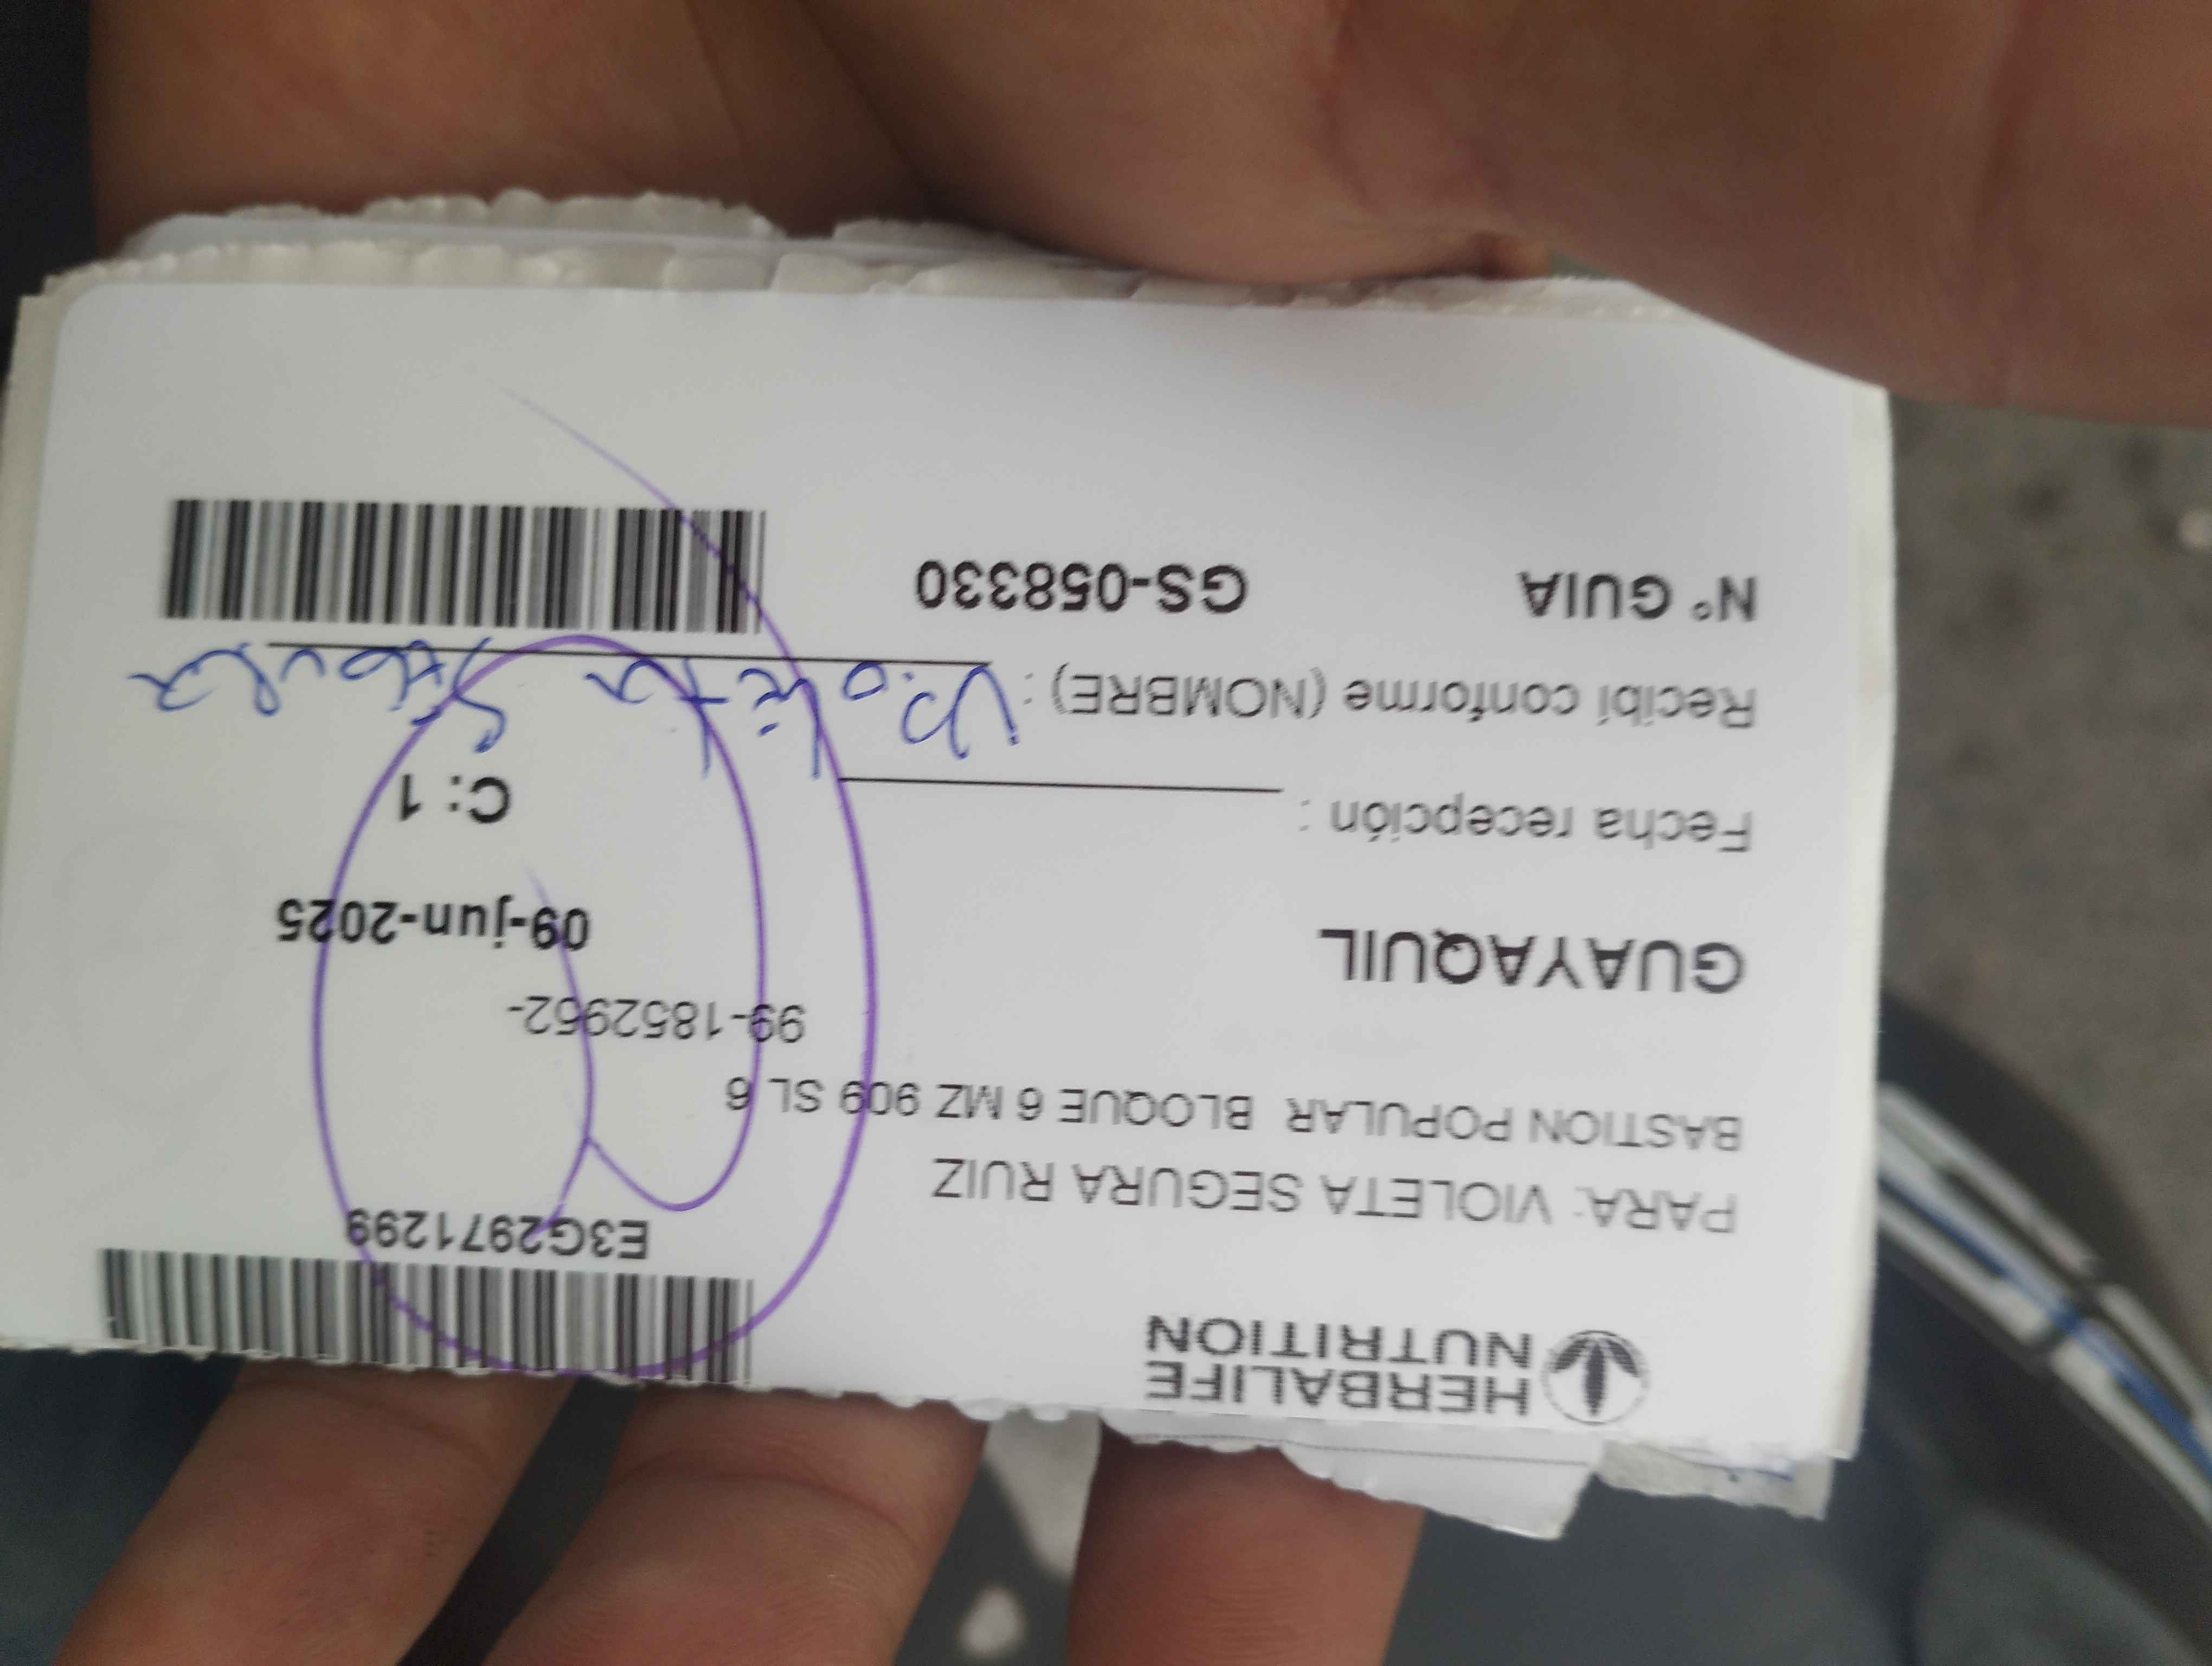 HERBALIFE
NUTRITION
E3G2971299
PARA: VIOLETA SEGURA RUIZ
BASTION POPULAR BLOQUE 6 MZ 909 SL 6
99-1852952-
GUAYAQUIL
09-jun-2025
Fecha recepción :
C: 1
Recibí conforme (NOMBRE) : Violeta Segura
N° GUIA GS-058330